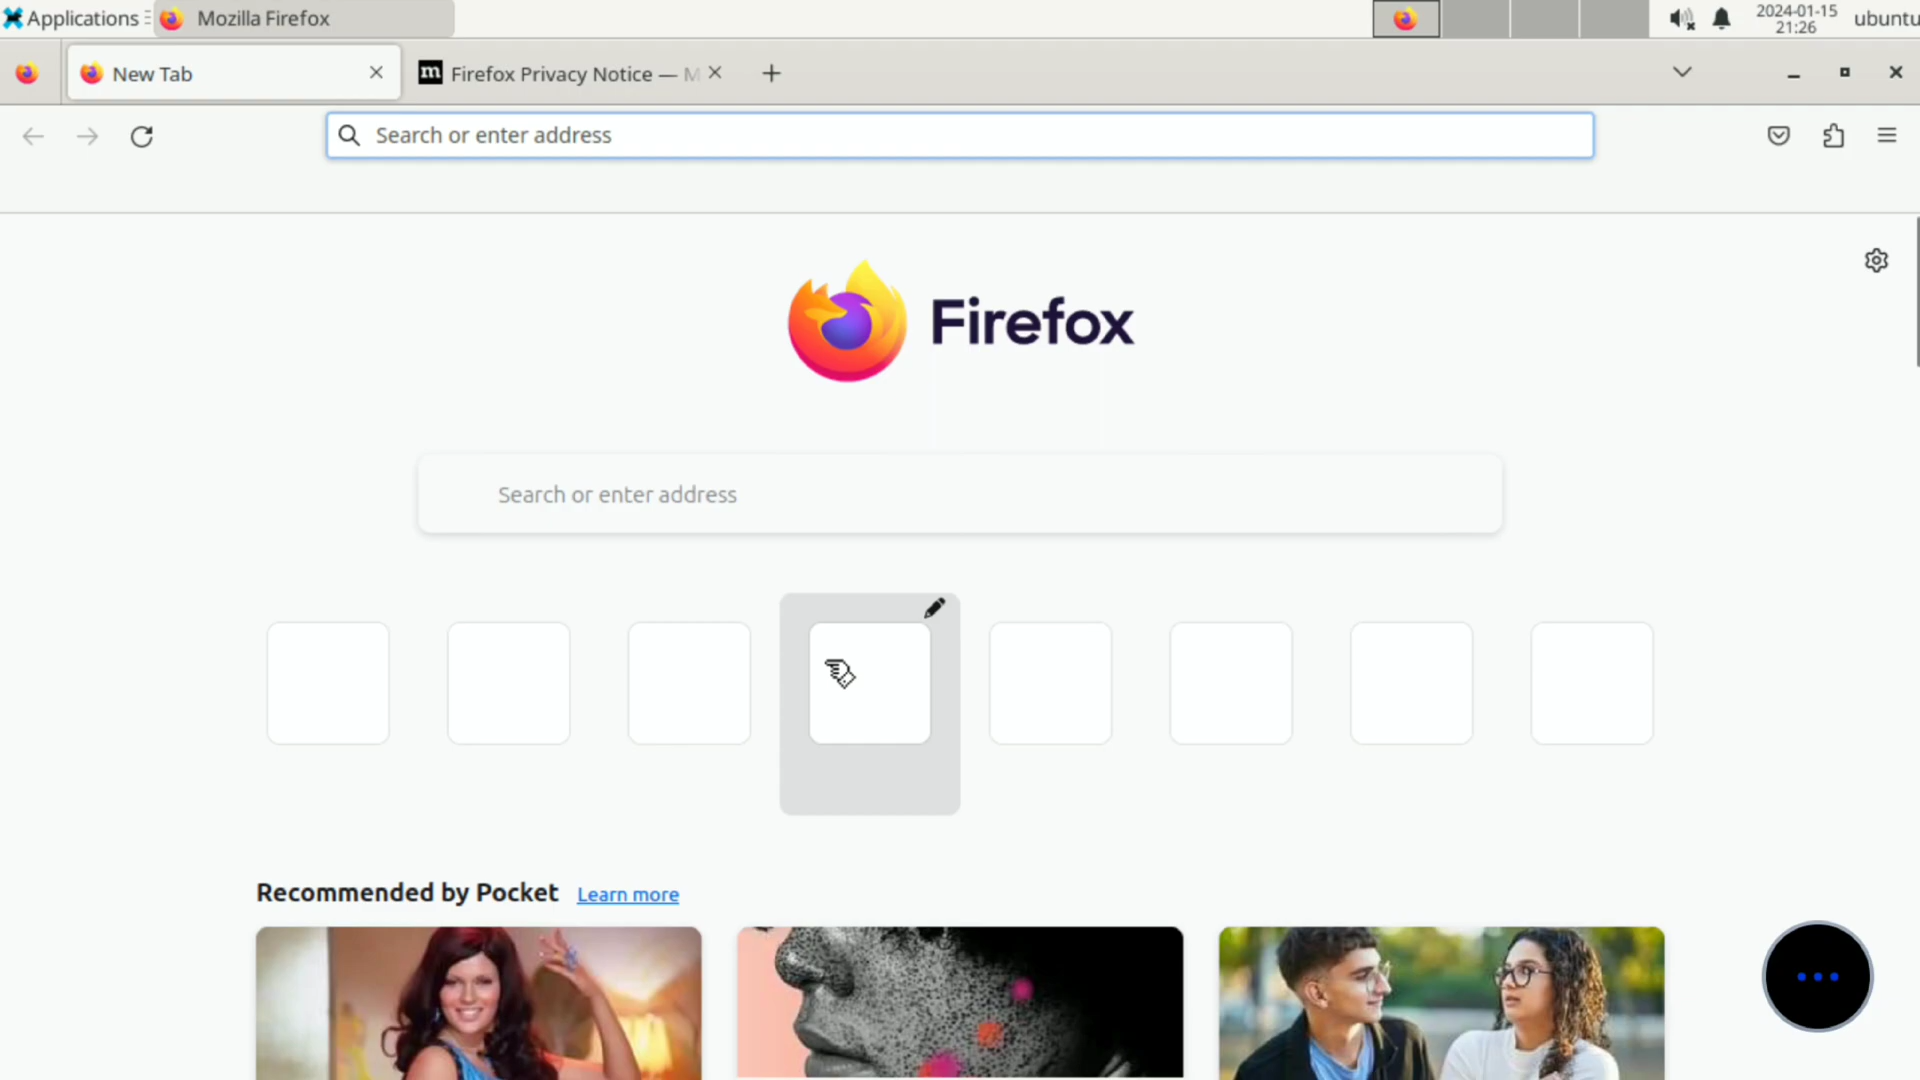 Applications
Mozilla Firefox
2024-01-15
21:26
ubuntu
New Tab
Firefox Privacy Notice — M
Search or enter address
Firefox
Search or enter address
Recommended by Pocket Learn more